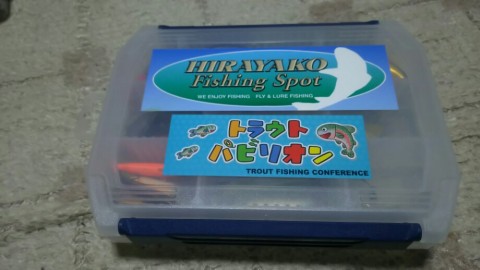 HIRAYAKO
Fishing Spot
WE ENJOY FISHING FLY & LURE FISHING
トラウト
パビリオン
TROUT FISHING CONFERENCE